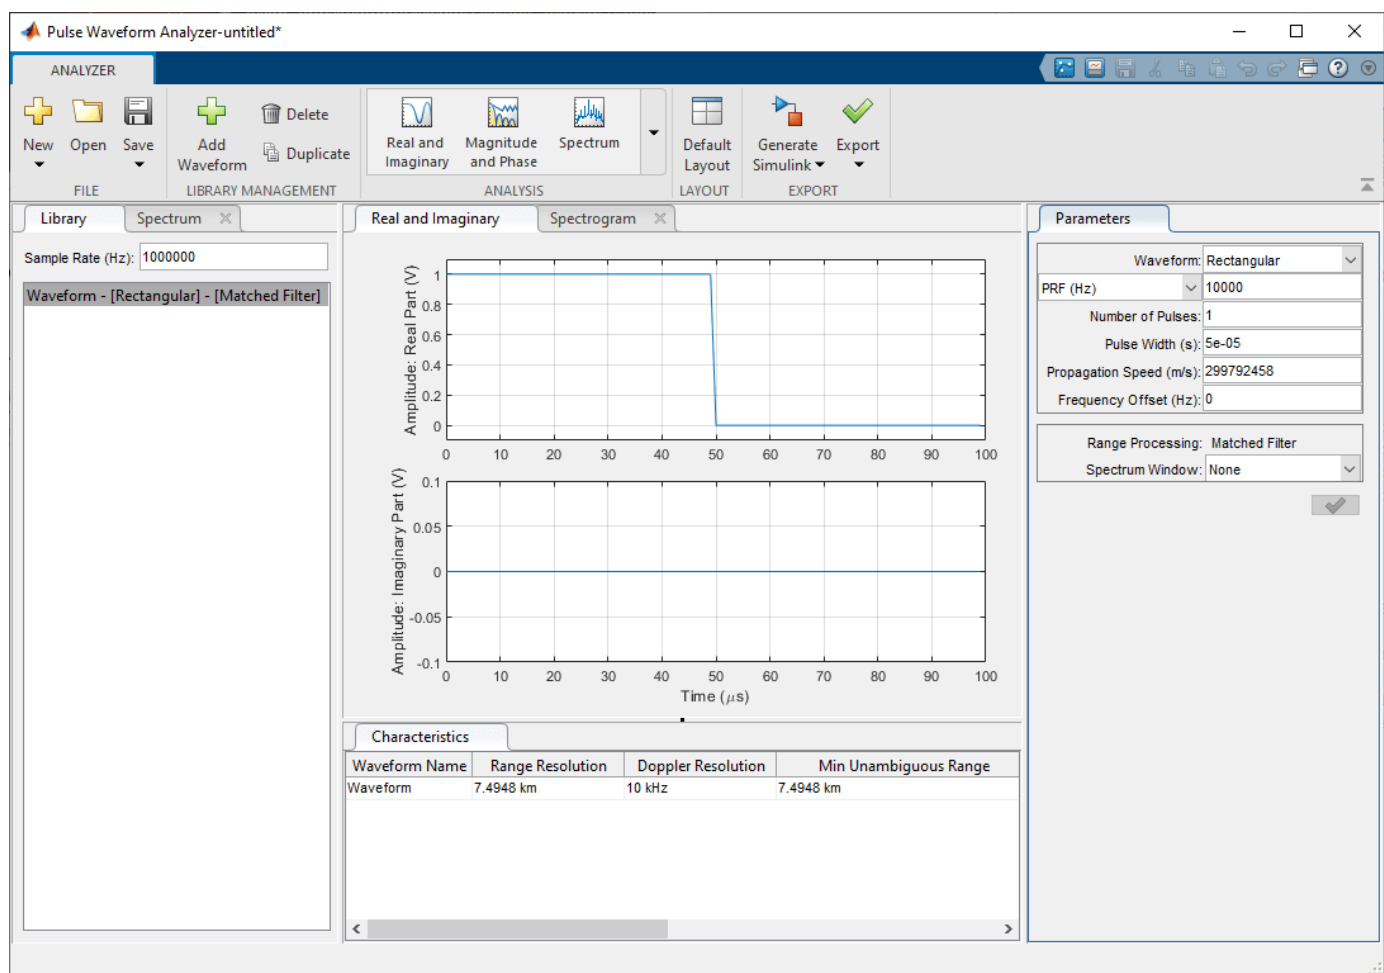 Pulse Waveform Analyzer-untitled*
ANALYZER
New
Open
Save
FILE
Add
Waveform
Delete
Duplicate
LIBRARY MANAGEMENT
Real and
Imaginary
Magnitude
and Phase
Spectrum
ANALYSIS
Default
Layout
LAYOUT
Generate
Simulink
Export
EXPORT
Library
Spectrum
Sample Rate (Hz): 1000000
Waveform - [Rectangular] - [Matched Filter]
Real and Imaginary
Spectrogram
Amplitude: Real Part (V)
1
0.8
0.6
0.4
0.2
0
0 10 20 30 40 50 60 70 80 90 100
Amplitude: Imaginary Part (V)
0.1
0.05
0
-0.05
-0.1
0 10 20 30 40 50 60 70 80 90 100
Time (μs)
Characteristics
Waveform Name Range Resolution Doppler Resolution Min Unambiguous Range
Waveform 7.4948 km 10 kHz 7.4948 km
Parameters
Waveform: Rectangular
PRF (Hz) 10000
Number of Pulses: 1
Pulse Width (s): 5e-05
Propagation Speed (m/s): 299792458
Frequency Offset (Hz): 0
Range Processing: Matched Filter
Spectrum Window: None